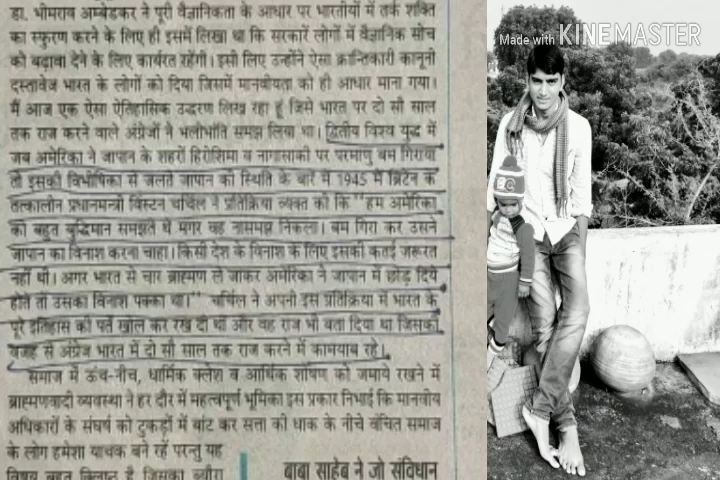 डा. भीमराव अम्बेडकर ने पूरी वैज्ञानिकता के आधार पर भारतीयों में तर्क शक्ति
का स्फुरण करने के लिए ही इसमें लिखा था कि सरकारें लोगों में वैज्ञानिक सोच
को बढ़ावा देने के लिए कार्यरत रहेंगी। इसी लिए उन्होंने ऐसा क्रान्तिकारी कानूनी
दस्तावेज भारत के लोगों को दिया जिसमें मानवीयता को ही आधार माना गया।
मैं आज एक ऐसा ऐतिहासिक उद्धरण लिख रहा हूं जिसे भारत पर दो सौ साल
तक राज करने वाले अंग्रेजों ने भलीभांति समझ लिया था। द्वितीय विश्व युद्ध में
जब अमेरिका ने जापान के शहरों हिरोशिमा व नागासाकी पर परमाणु बम गिराया
तो इसकी विभीषिका से जलते जापान की स्थिति के बारे में 1945 में ब्रिटेन के
तत्कालीन प्रधानमन्त्री विस्टन चर्चिल ने प्रतिक्रिया व्यक्त की कि "हम अमेरिका
को बहुत बुद्धिमान समझते थे मगर वह नासमझ निकला। बम गिरा कर उसने
जापान का विनाश करना चाहा। किसी देश के विनाश के लिए इसकी कतई जरूरत
नहीं थी। अगर भारत से चार ब्राह्मण ले जाकर अमेरिका ने जापान में छोड़ दिये
होते तो उसका विनाश पक्का था।" चर्चिल ने अपनी इस प्रतिक्रिया में भारत के
पूरे इतिहास की पर्तें खोल कर रख दी थीं और वह राज भी बता दिया था जिसकी
वजह से अंग्रेज भारत में दो सौ साल तक राज करने में कामयाब रहे।
समाज में ऊंच-नीच, धार्मिक क्लेश व आर्थिक शोषण को जमाये रखने में
ब्राह्मणवादी व्यवस्था ने हर दौर में महत्वपूर्ण भूमिका इस प्रकार निभाई कि मानवीय
अधिकारों के संघर्ष को टुकड़ों में बांट कर सत्ता की धाक के नीचे वंचित समाज
के लोग हमेशा याचक बने रहें परन्तु यह
विषय बहुत क्लिष्ट है जिसका ब्यौरा
बाबा साहेब ने जो संविधान
Made with KINEMASTER